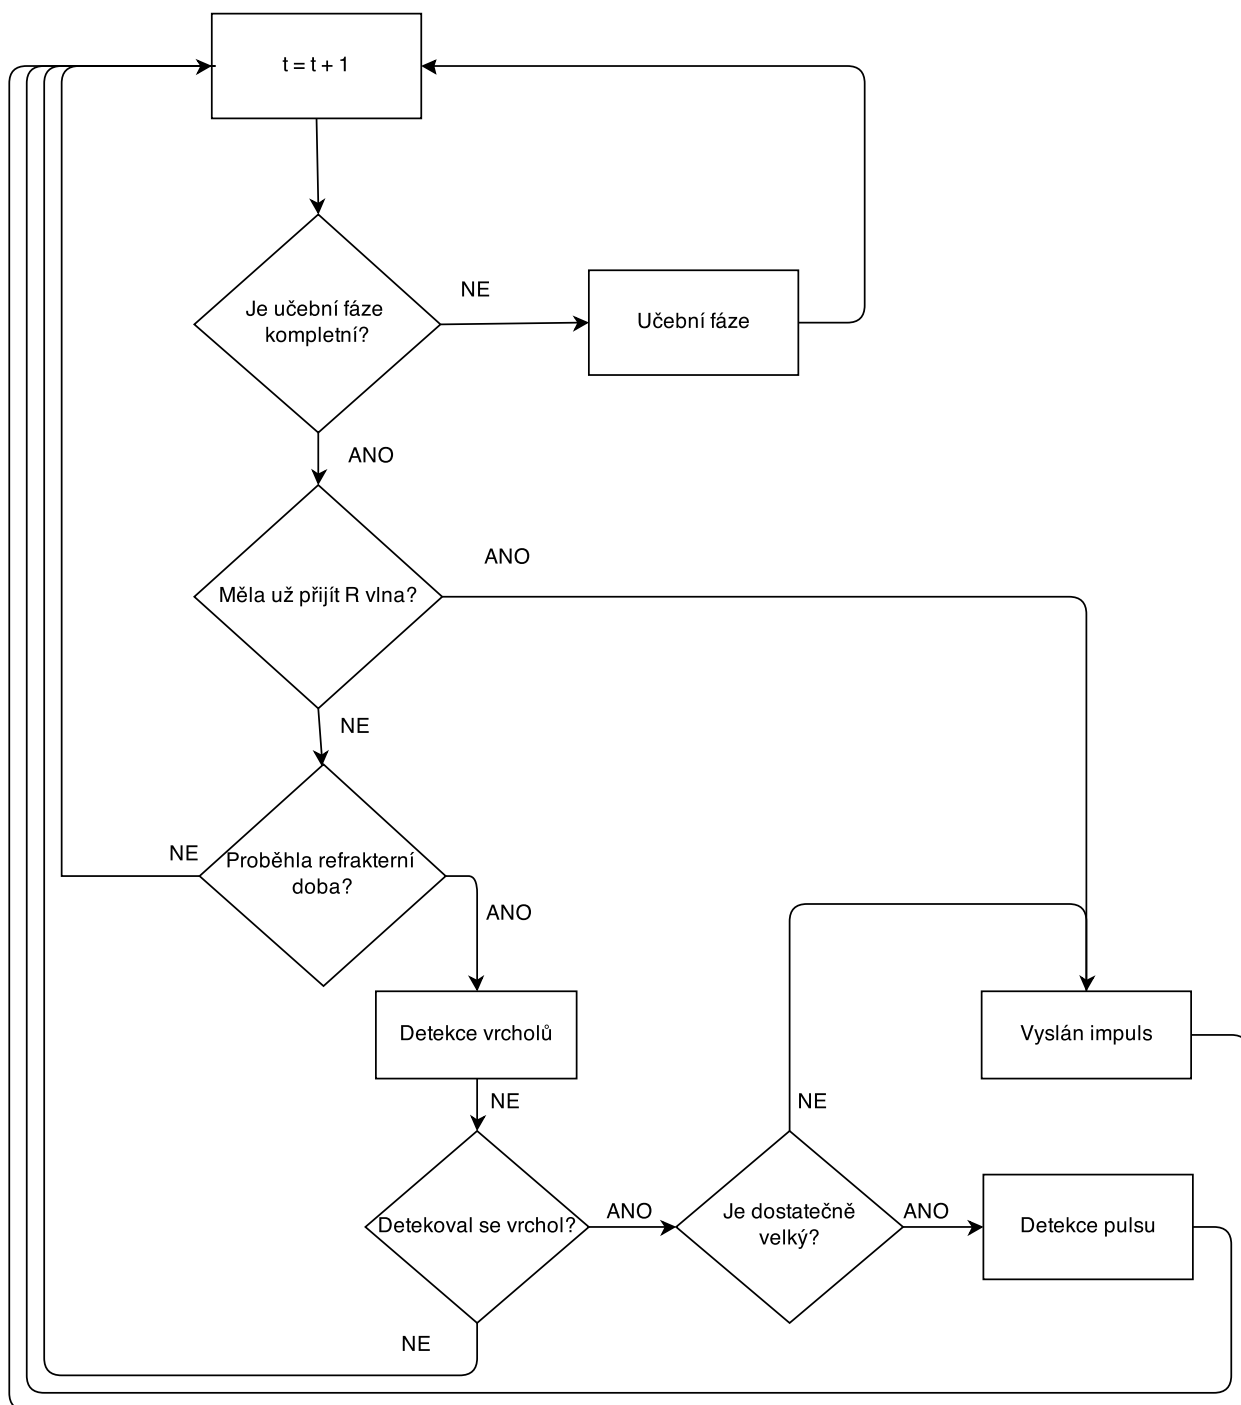 t = t + 1
Je učební fáze
kompletní?
NE
Učební fáze
ANO
Měla už přijít R vlna?
ANO
NE
Proběhla refrakterní
doba?
NE
ANO
Detekce vrcholů
Vyslán impuls
NE
NE
Detekoval se vrchol?
ANO
Je dostatečně
velký?
ANO
Detekce pulsu
NE